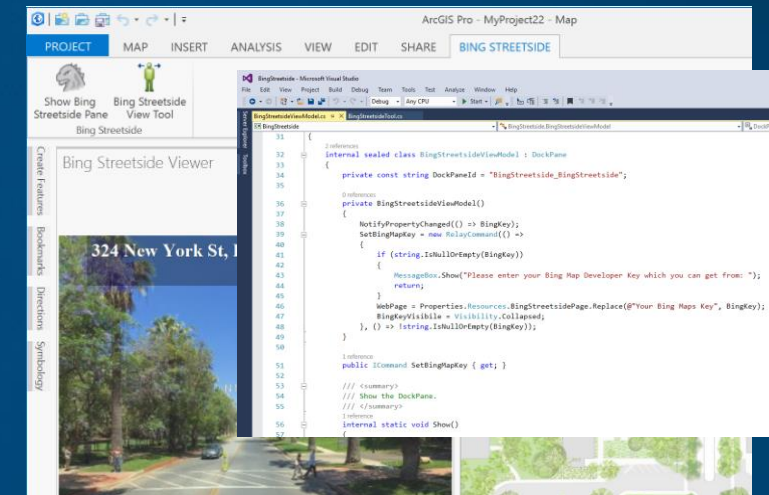 ArcGIS Pro - MyProject22 - Map
PROJECT MAP INSERT ANALYSIS VIEW EDIT SHARE BING STREETSIDE
Show Bing Streetside Pane
Bing Streetside View Tool
Bing Streetside
Create Features
Bookmarks
Directions
Symbology
Bing Streetside Viewer
324 New York St,
BingStreetside - Microsoft Visual Studio
File Edit View Project Build Debug Team Tools Test Analyze Window Help
Debug Any CPU Start
BingStreetsideViewModel.cs BingStreetsideTool.cs
BingStreetside BingStreetside.BingStreetsideViewModel
Server Explorer Toolbox
31 {
2 references
32 internal sealed class BingStreetsideViewModel : DockPane
33 {
34 private const string DockPaneId = "BingStreetside_BingStreetside";
35
0 references
36 private BingStreetsideViewModel()
37 {
38 NotifyPropertyChanged(() => BingKey);
39 SetBingMapKey = new RelayCommand(() =>
40 {
41 if (string.IsNullOrEmpty(BingKey))
42 {
43 MessageBox.Show("Please enter your Bing Map Developer Key which you can get from: ");
44 return;
45 }
46 WebPage = Properties.Resources.BingStreetsidePage.Replace(@"Your Bing Maps Key", BingKey);
47 BingKeyVisibile = Visibility.Collapsed;
48 }, () => !string.IsNullOrEmpty(BingKey));
49 }
50
1 reference
51 public ICommand SetBingMapKey { get; }
52
53 /// <summary>
54 /// Show the DockPane.
55 /// </summary>
1 reference
56 internal static void Show()
57 {